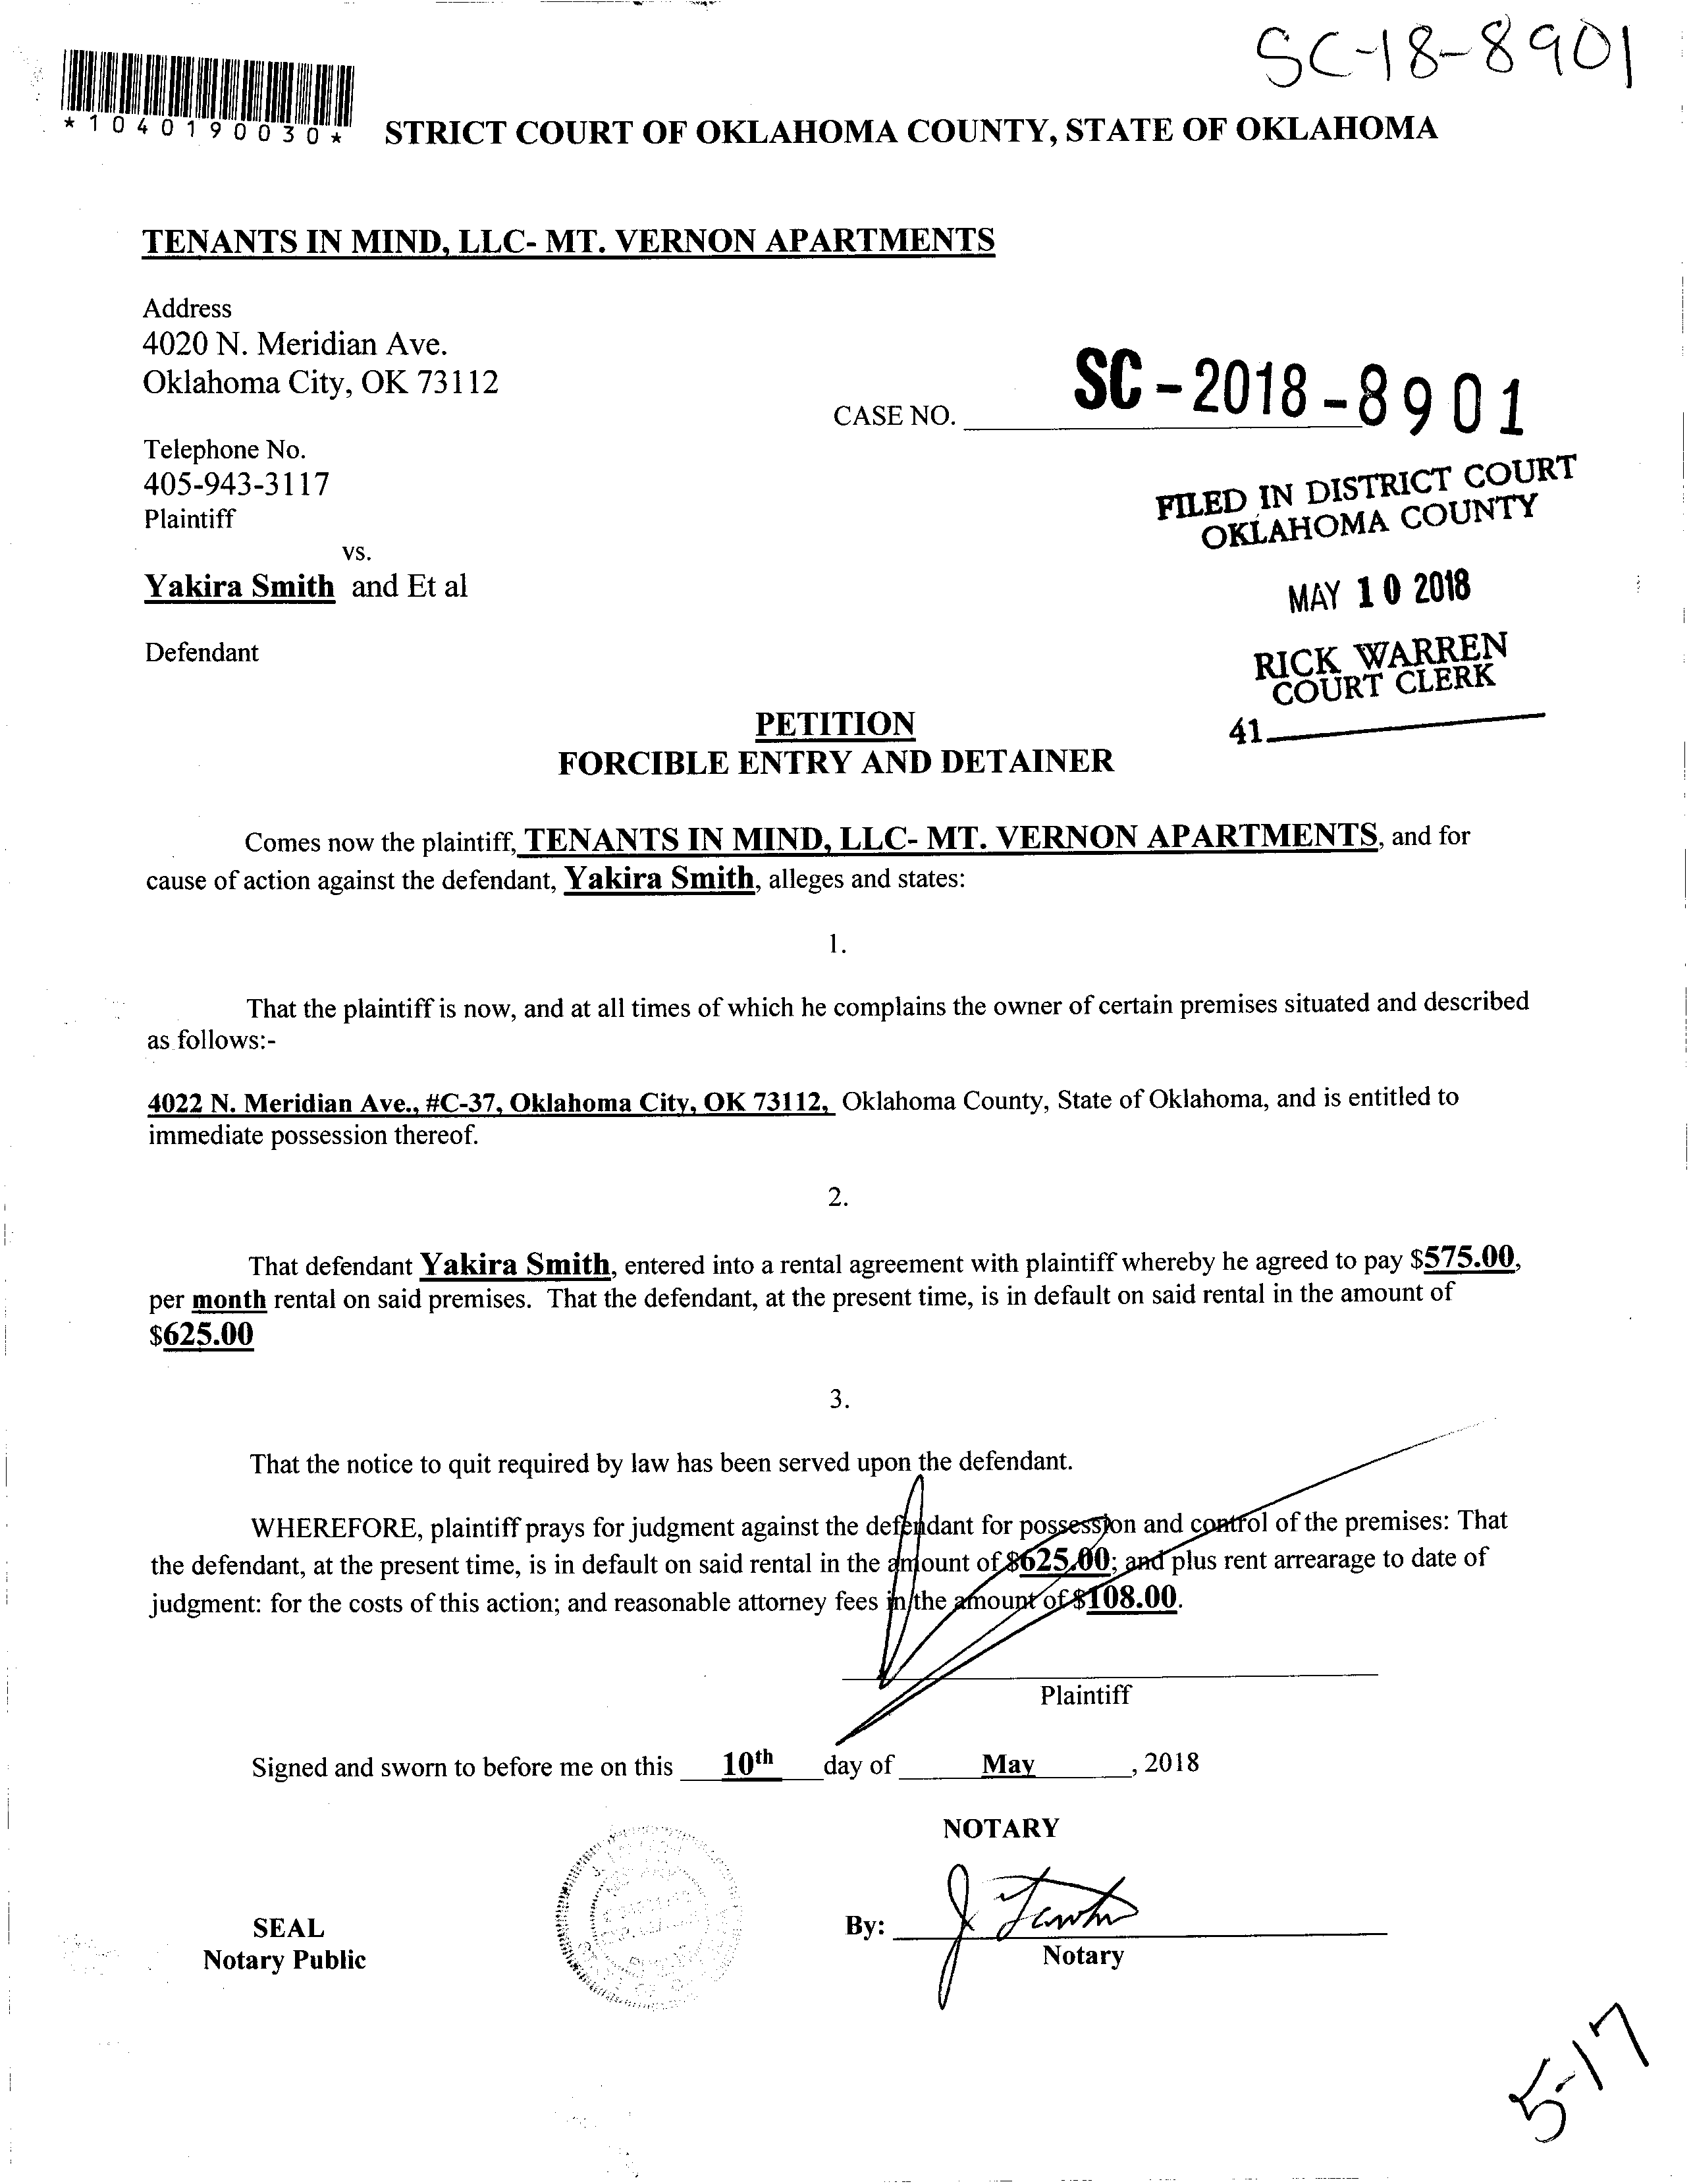 SC-18-8901
*1040190030*
STRICT COURT OF OKLAHOMA COUNTY, STATE OF OKLAHOMA
TENANTS IN MIND, LLC- MT. VERNON APARTMENTS
Address
4020 N. Meridian Ave.
Oklahoma City, OK 73112
CASE NO. SC-2018-8901
Telephone No.
405-943-3117
Plaintiff
FILED IN DISTRICT COURT
OKLAHOMA COUNTY
vs.
Yakira Smith and Et al
MAY 10 2018
Defendant
RICK WARREN
COURT CLERK
41
PETITION
FORCIBLE ENTRY AND DETAINER
Comes now the plaintiff, TENANTS IN MIND, LLC- MT. VERNON APARTMENTS, and for
cause of action against the defendant, Yakira Smith, alleges and states:
1.
That the plaintiff is now, and at all times of which he complains the owner of certain premises situated and described
as follows:-
4022 N. Meridian Ave., #C-37, Oklahoma City, OK 73112, Oklahoma County, State of Oklahoma, and is entitled to
immediate possession thereof.
2.
That defendant Yakira Smith, entered into a rental agreement with plaintiff whereby he agreed to pay $575.00,
per month rental on said premises. That the defendant, at the present time, is in default on said rental in the amount of
$625.00
3.
That the notice to quit required by law has been served upon the defendant.
WHEREFORE, plaintiff prays for judgment against the defendant for possession and control of the premises: That
the defendant, at the present time, is in default on said rental in the amount of $625.00; and plus rent arrearage to date of
judgment: for the costs of this action; and reasonable attorney fees in the amount of $108.00.
Plaintiff
Signed and sworn to before me on this 10th day of May, 2018
NOTARY
SEAL
Notary Public
By:
Notary
5-17